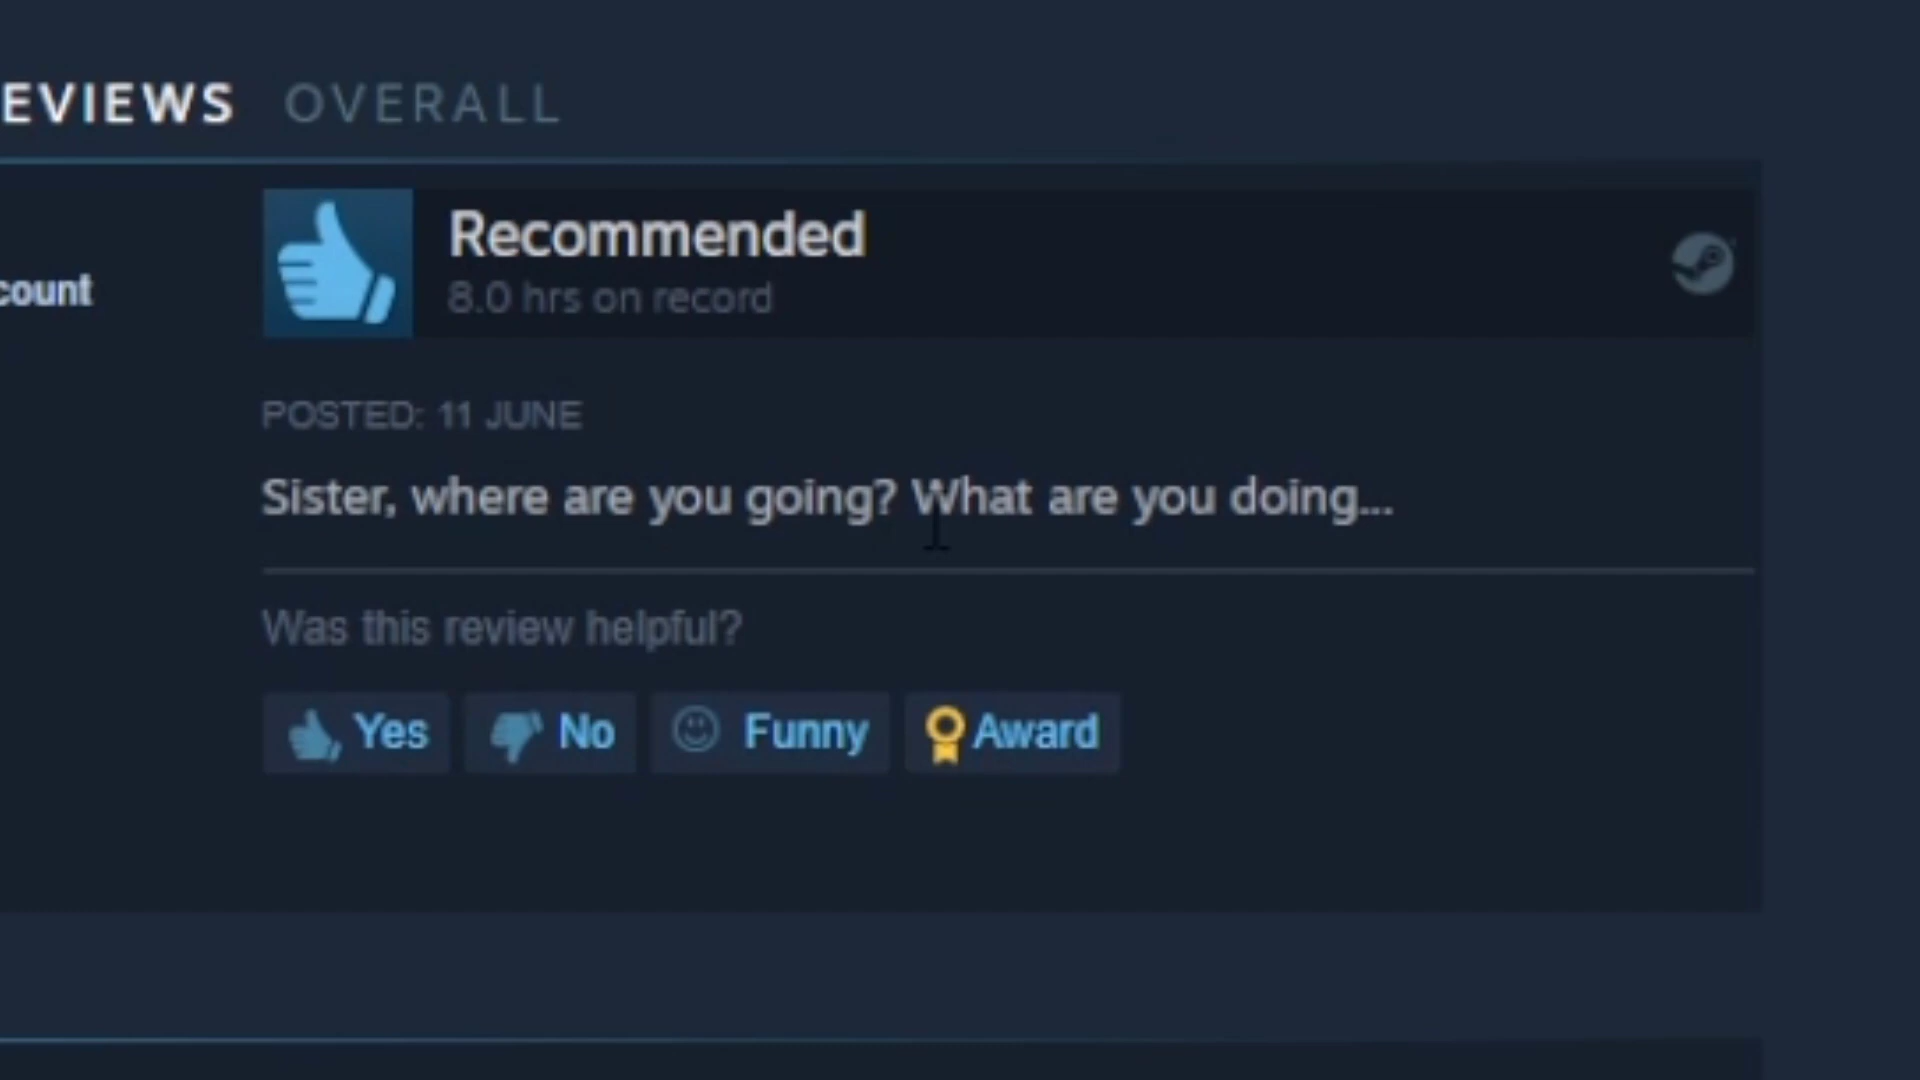 EVIEWS OVERALL
Recommended
8.0 hrs on record
count
POSTED: 11 JUNE
Sister, where are you going? What are you doing...
Was this review helpful?
Yes No Funny Award